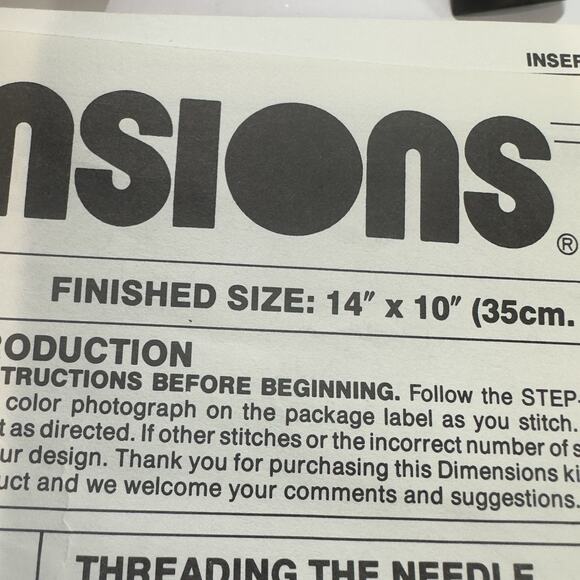 INSER
NSIONS®
FINISHED SIZE: 14" x 10" (35cm.
RODUCTION
TRUCTIONS BEFORE BEGINNING. Follow the STEP-
color photograph on the package label as you stitch.
t as directed. If other stitches or the incorrect number of s
ur design. Thank you for purchasing this Dimensions ki
uct and we welcome your comments and suggestions.
THREADING THE NEEDLE